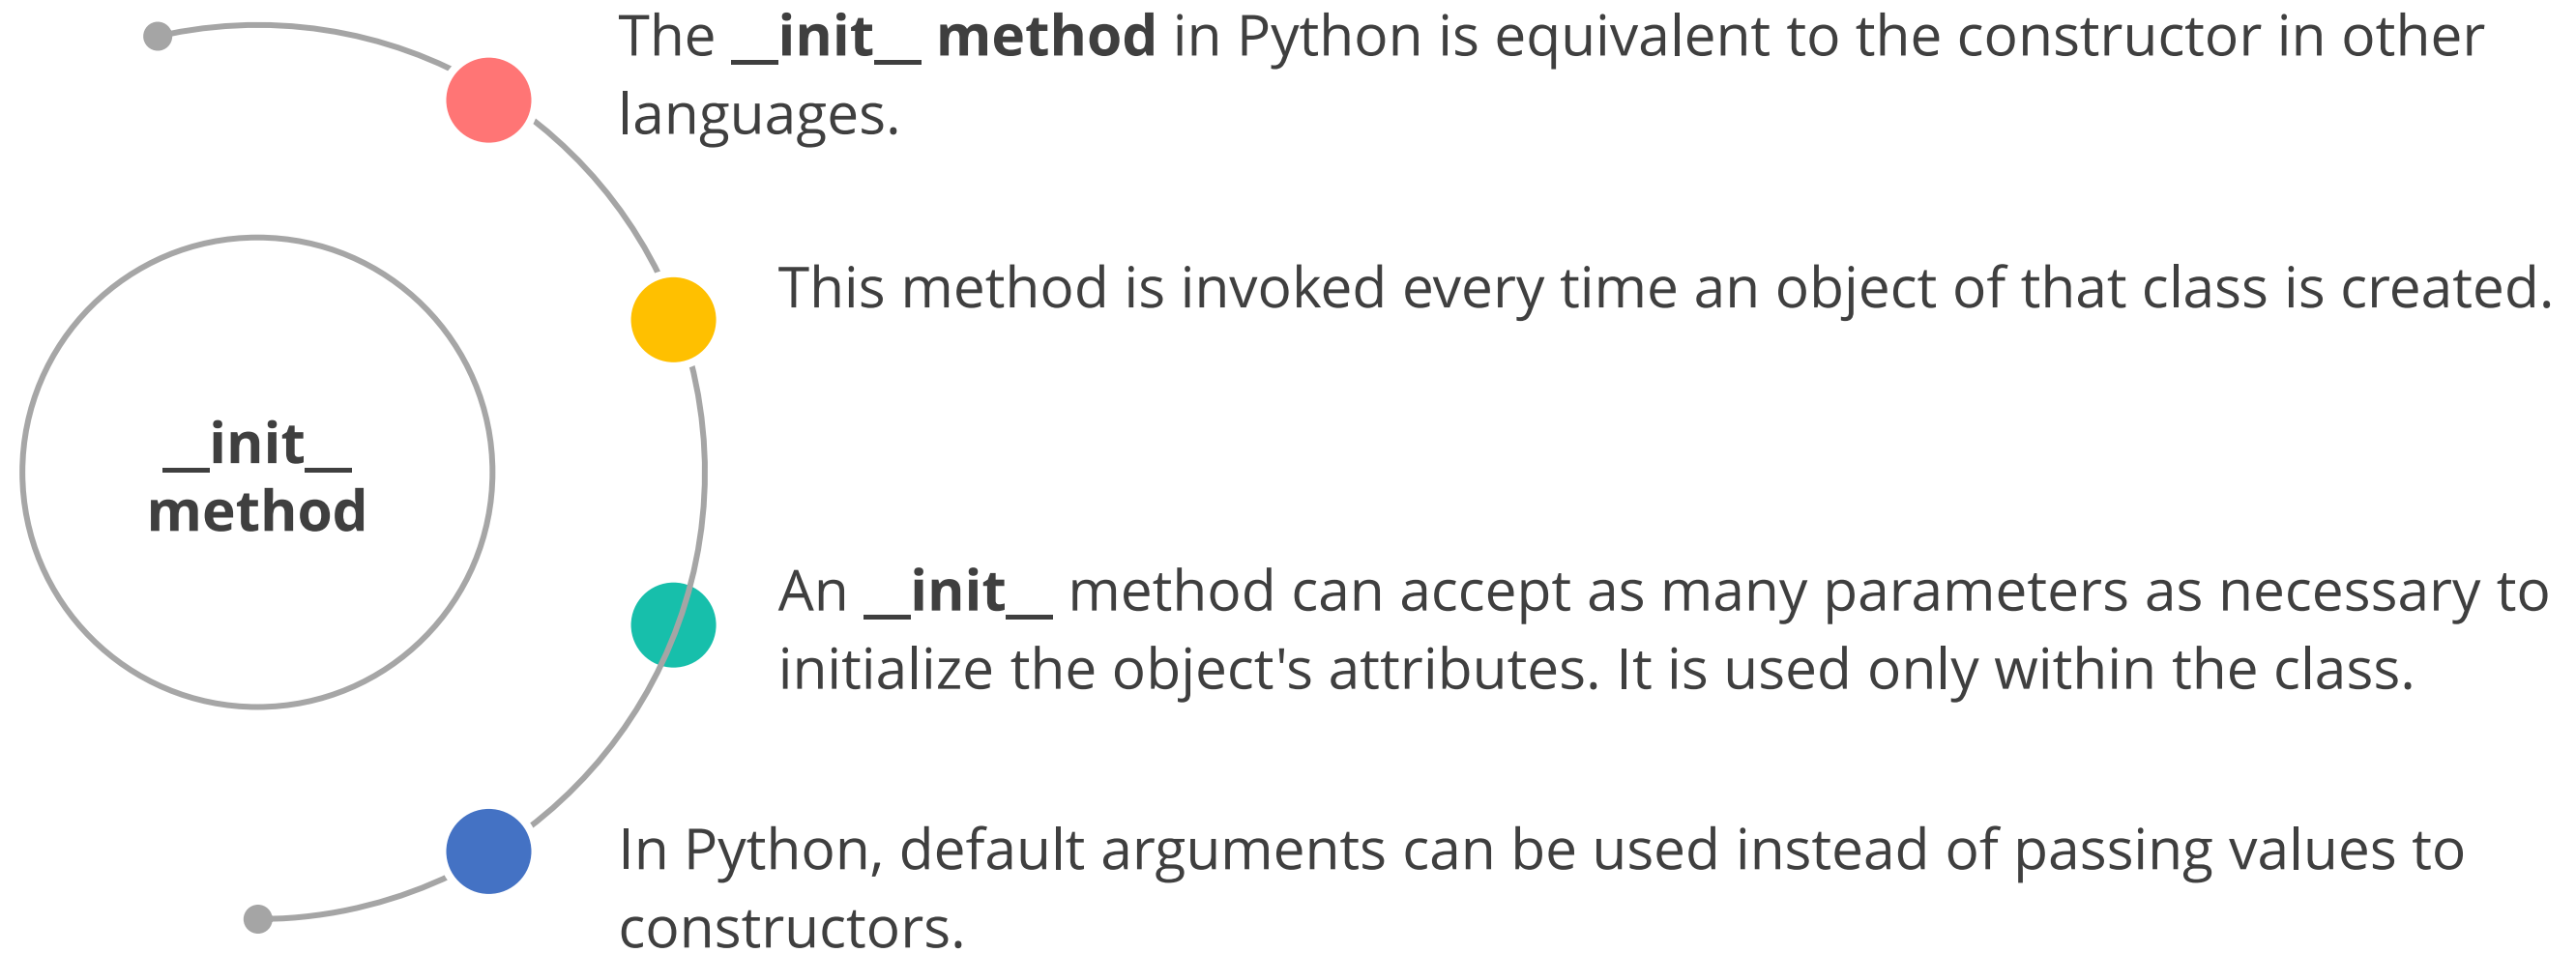 The __init__ method in Python is equivalent to the constructor in other
languages.
This method is invoked every time an object of that class is created.
__init__
method
An __init__ method can accept as many parameters as necessary to
initialize the object's attributes. It is used only within the class.
In Python, default arguments can be used instead of passing values to
constructors.